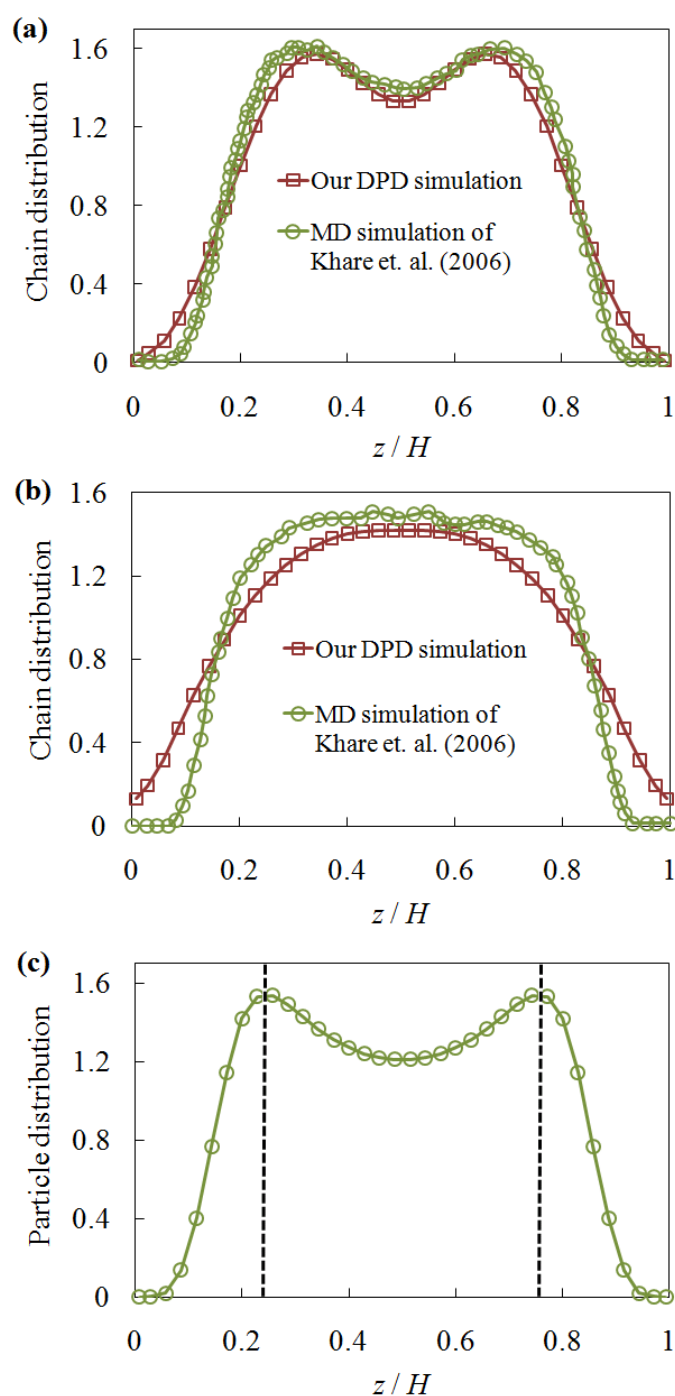 (a)
1.6
1.2
0.8
0.4
0
Chain distribution
Our DPD simulation
MD simulation of
Khare et. al. (2006)
0 0.2 0.4 0.6 0.8 1
z / H
(b)
1.6
1.2
0.8
0.4
0
Chain distribution
Our DPD simulation
MD simulation of
Khare et. al. (2006)
0 0.2 0.4 0.6 0.8 1
z / H
(c)
1.6
1.2
0.8
0.4
0
Particle distribution
0 0.2 0.4 0.6 0.8 1
z / H